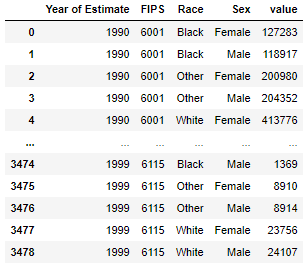 Year of Estimate FIPS Race Sex value
0 1990 6001 Black Female 127283
1 1990 6001 Black Male 118917
2 1990 6001 Other Female 200980
3 1990 6001 Other Male 204352
4 1990 6001 White Female 413776
... ... ... ... ... ...
3474 1999 6115 Black Male 1369
3475 1999 6115 Other Female 8910
3476 1999 6115 Other Male 8914
3477 1999 6115 White Female 23756
3478 1999 6115 White Male 24107